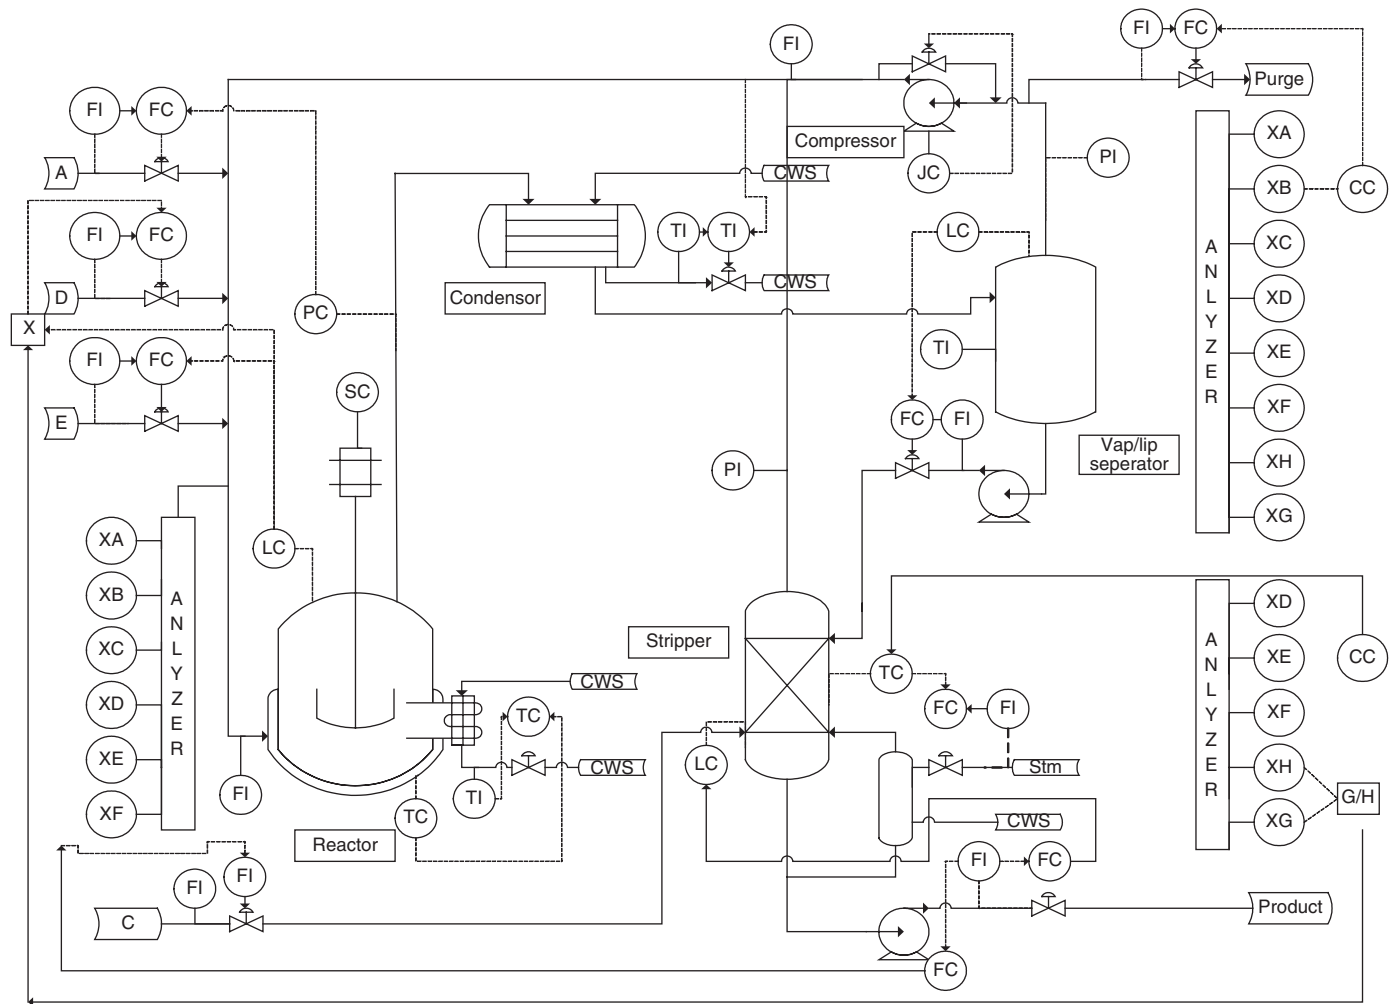 FI
FI
FC
Purge
FI
FC
A
Compressor
JC
PI
CWS
XA
XB
CC
FI
FC
D
X
TI
TI
LC
CWS
Condensor
PC
TI
A
N
L
Y
Z
E
R
XC
XD
XE
XF
XH
XG
FI
FC
E
SC
FC
FI
Vap/lip
seperator
PI
LC
XA
XB
XC
XD
XE
XF
A
N
L
Y
Z
E
R
Stripper
TC
FC
FI
CWS
TC
CWS
LC
Stm
CWS
XD
XE
XF
XH
XG
A
N
L
Y
Z
E
R
CC
G/H
FI
TI
TC
Reactor
FI
FI
C
FI
FC
Product
FC